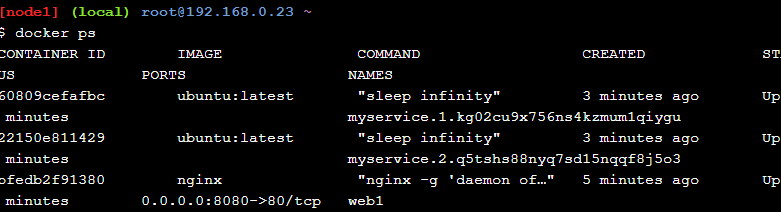 [node1] (local) root@192.168.0.23 ~
$ docker ps
CONTAINER ID IMAGE COMMAND CREATED STA
US PORTS NAMES
60809cefafbc ubuntu:latest "sleep infinity" 3 minutes ago Up
minutes myservice.1.kg02cu9x756ns4kzmum1qiygu
22150e811429 ubuntu:latest "sleep infinity" 3 minutes ago Up
minutes myservice.2.q5tshs88nyq7sd15nqqf8j5o3
ofedb2f91380 nginx "nginx -g 'daemon of…" 5 minutes ago Up
minutes 0.0.0.0:8080->80/tcp web1